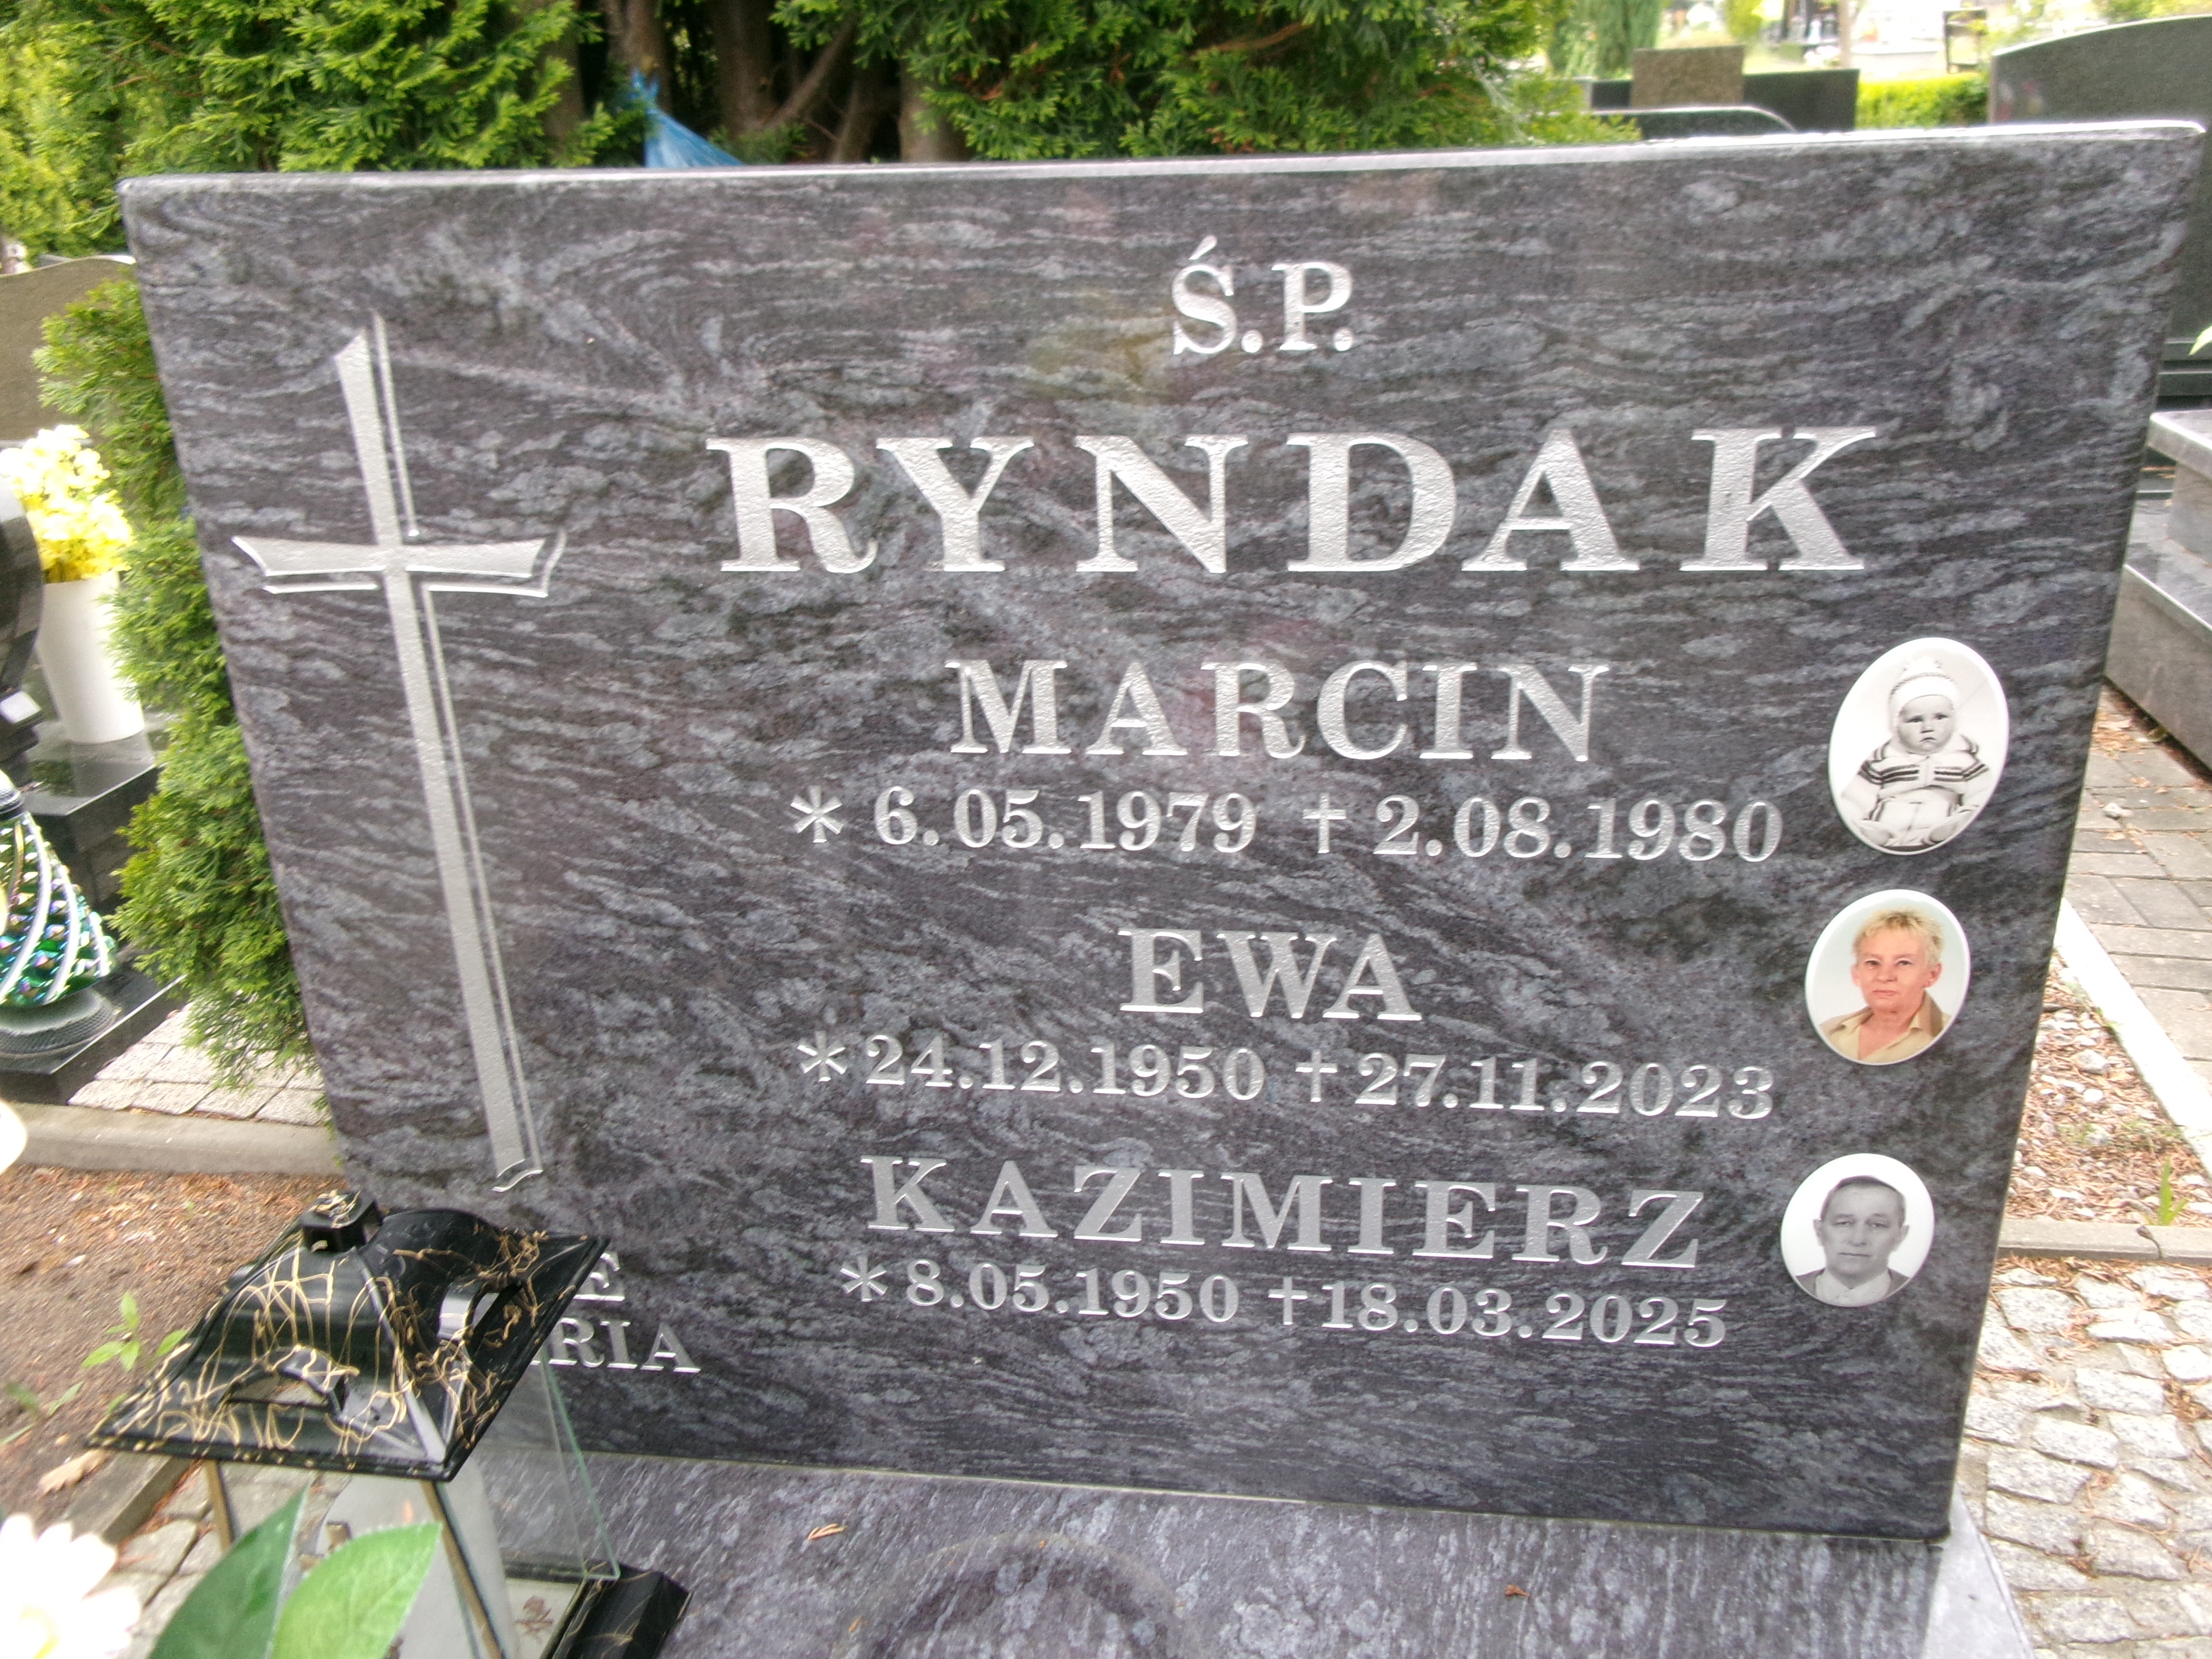 Ś.P.
RYNDAK
MARCIN
* 6.05.1979 † 2.08.1980
EWA
* 24.12.1950 † 27.11.2023
KAZIMIERZ
* 8.05.1950 † 18.03.2025